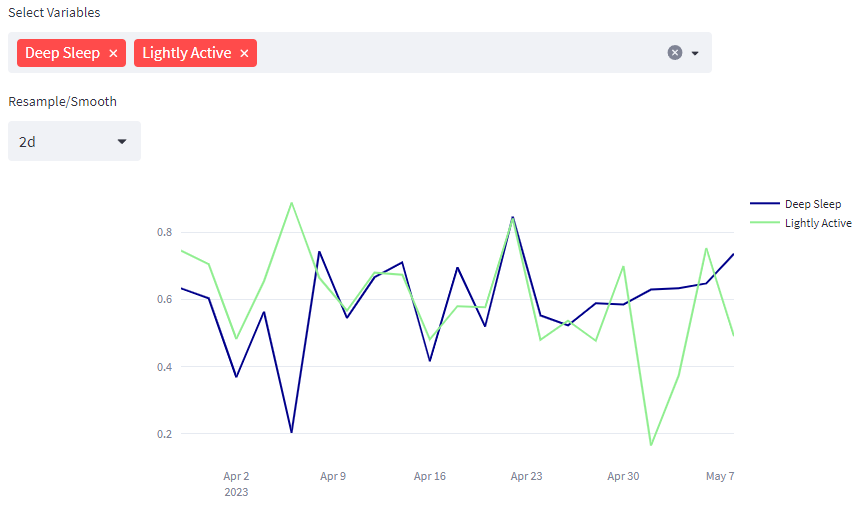 Select Variables
Deep Sleep ×
Lightly Active ×
Resample/Smooth
2d
Deep Sleep
Lightly Active
0.8
0.6
0.4
0.2
Apr 2
2023
Apr 9
Apr 16
Apr 23
Apr 30
May 7